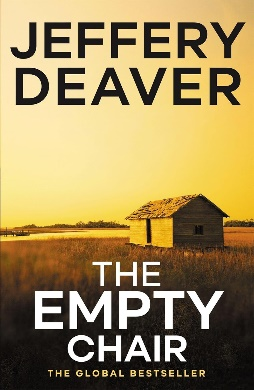 JEFFERY
DEAVER
THE
EMPTY
CHAIR
THE GLOBAL BESTSELLER